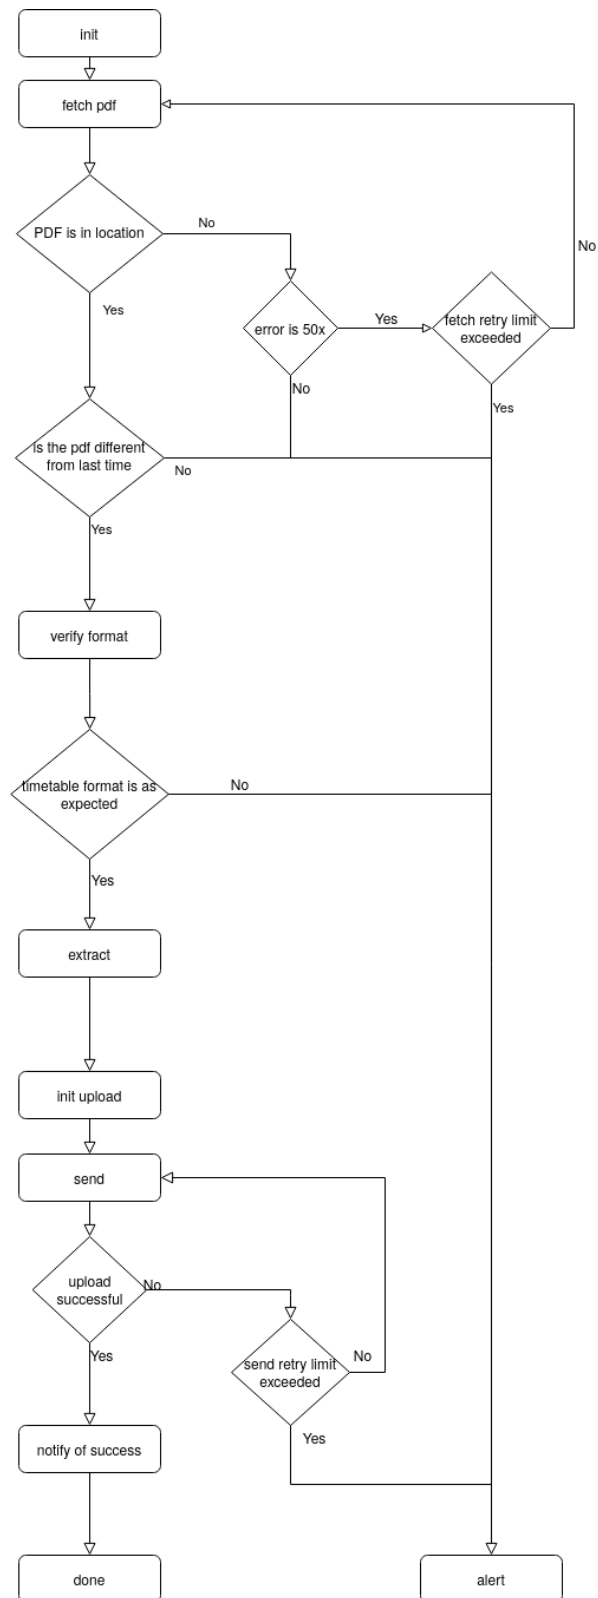 init
fetch pdf
PDF is in location
No
No
Yes
error is 50x
Yes
fetch retry limit
exceeded
No
Yes
is the pdf different
from last time
No
Yes
verify format
timetable format is as
expected
No
Yes
extract
init upload
send
upload
successful
No
Yes
send retry limit
exceeded
No
Yes
notify of success
done
alert